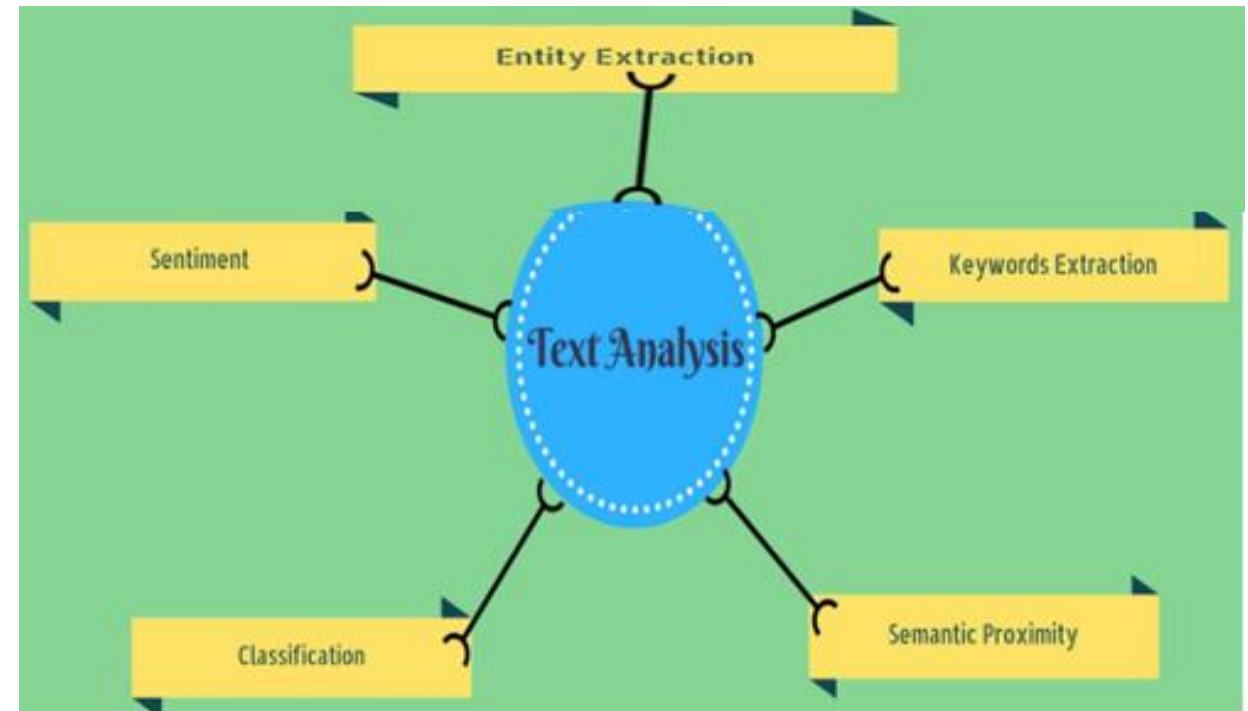 Entity Extraction
Sentiment
Keywords Extraction
Text Analysis
Classification
Semantic Proximity